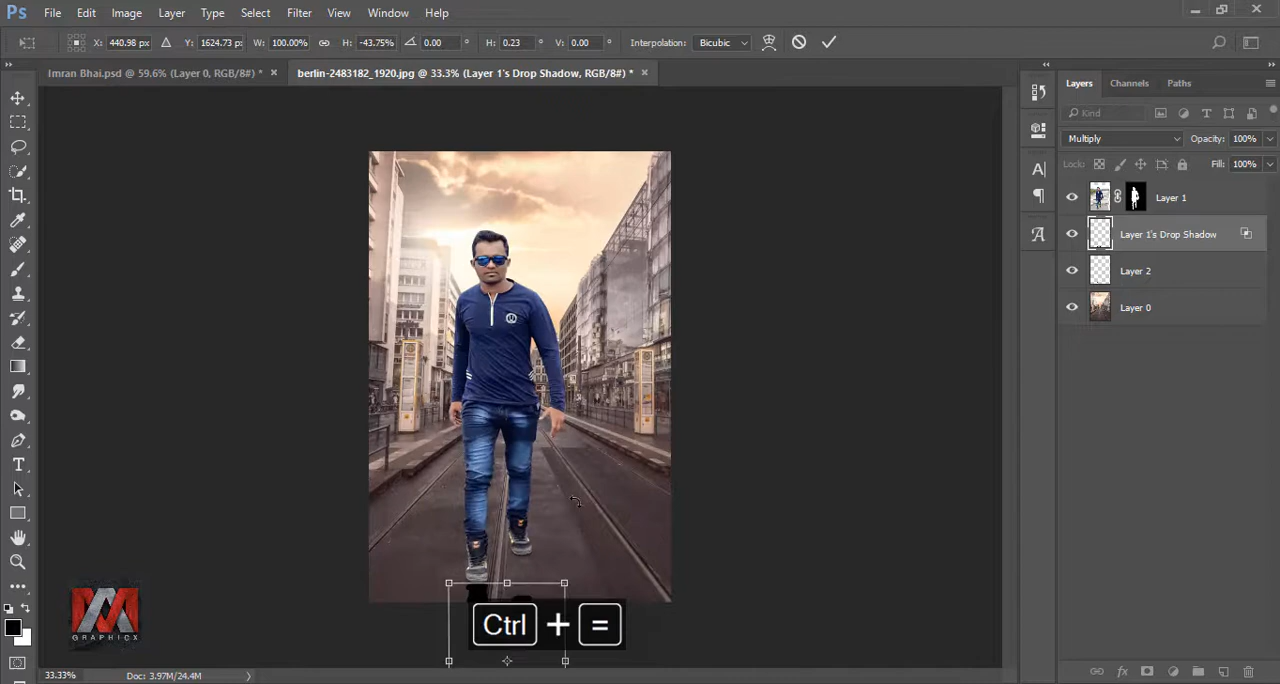 Ps File Edit Image Layer Type Select Filter View Window Help
X: 440.98 px Y: 1624.73 px W: 100.00% H: -43.75% 0.00 ° H: 0.23 ° V: 0.00 ° Interpolation: Bicubic
Imran Bhai.psd @ 59.6% (Layer 0, RGB/8#) * × berlin-2483182_1920.jpg @ 33.3% (Layer 1's Drop Shadow, RGB/8#) * ×
Layers Channels Paths
Kind
Multiply Opacity: 100%
Lock: Fill: 100%
Layer 1
Layer 1's Drop Shadow
Layer 2
Layer 0
Ctrl + =
GRAPHICX
33.33% Doc: 3.97M/24.4M